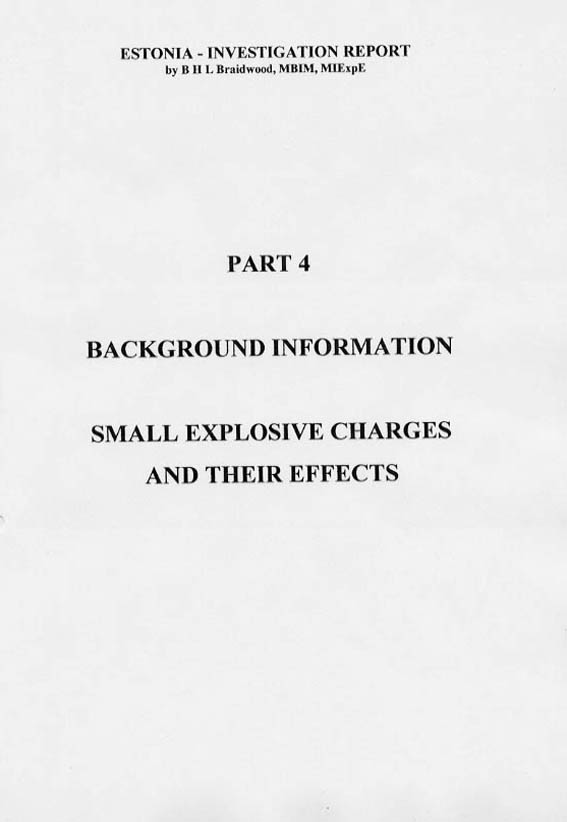 ESTONIA - INVESTIGATION REPORT
by B H L Braidwood, MBIM, MIExpE
PART 4
BACKGROUND INFORMATION
SMALL EXPLOSIVE CHARGES
AND THEIR EFFECTS